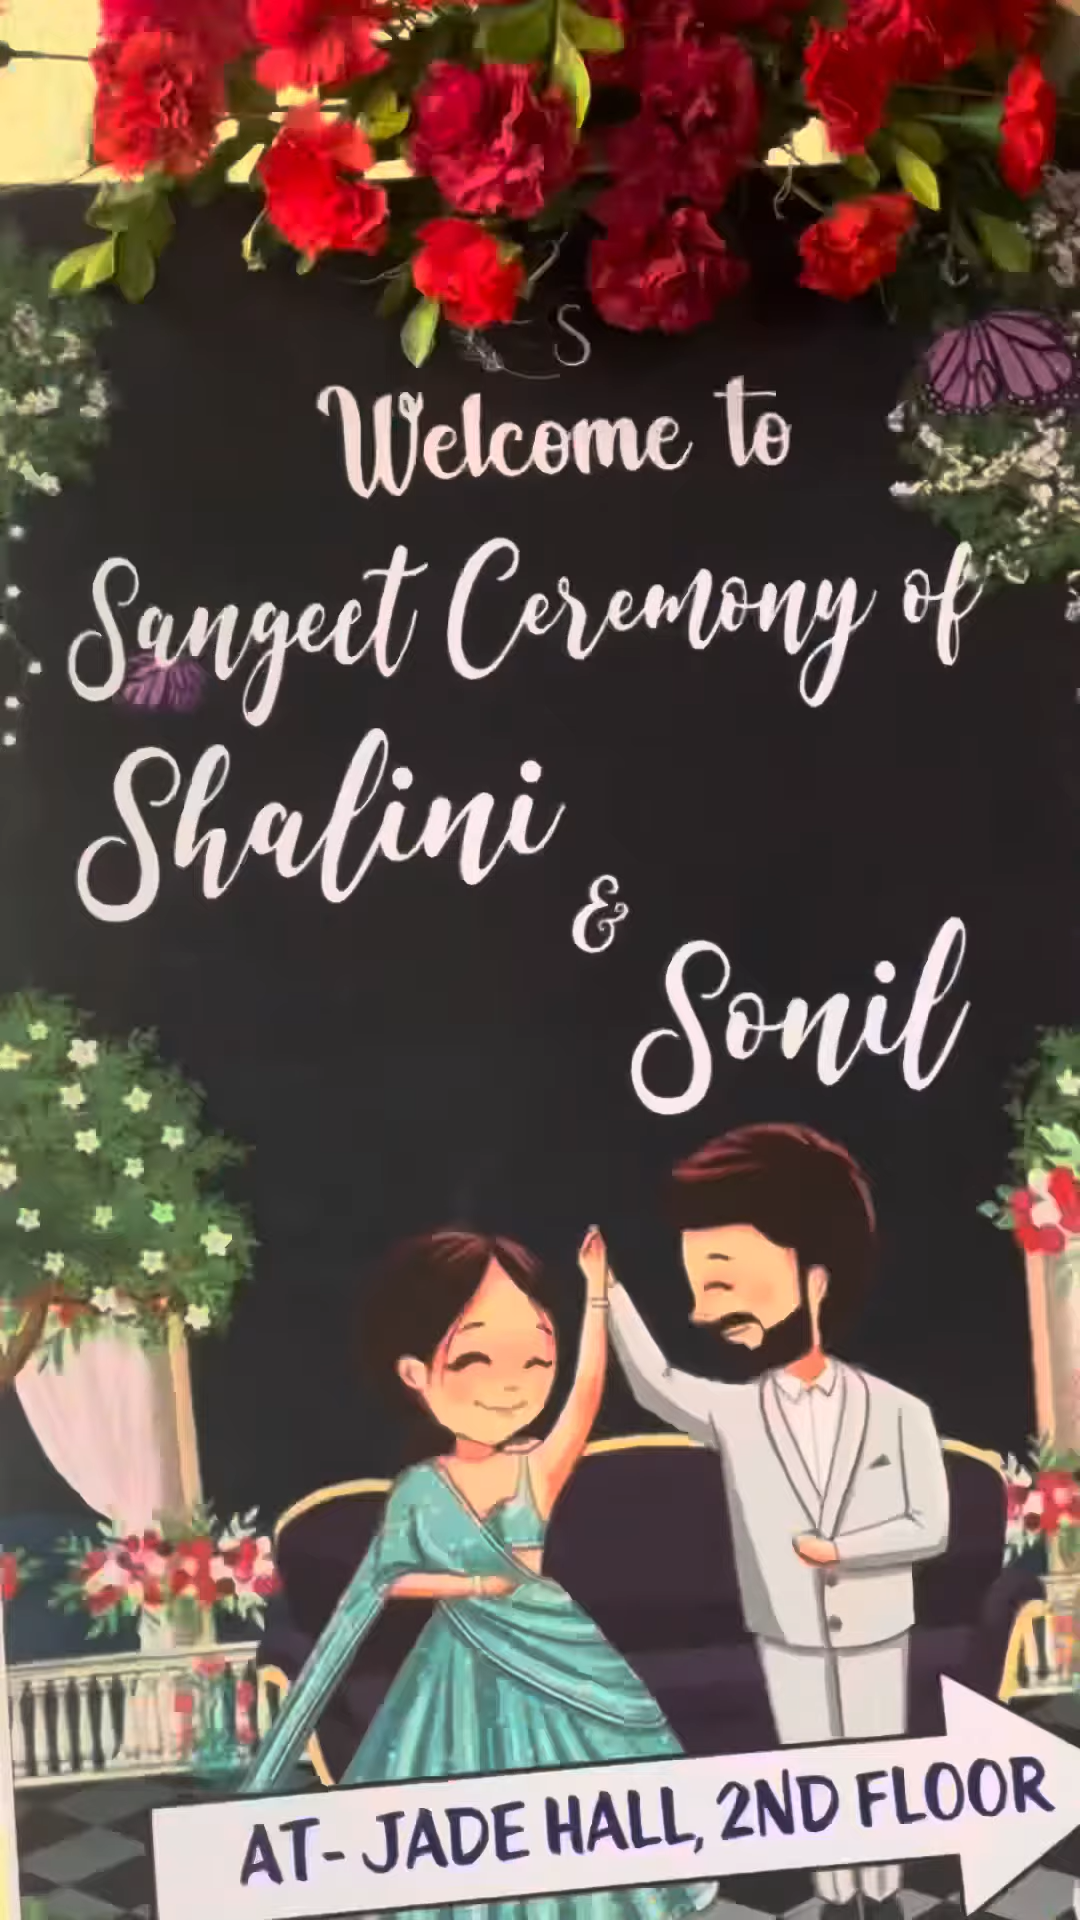 S
Welcome to
Sangeet Ceremony of
Shalini
&
Sonil
AT- JADE HALL, 2ND FLOOR